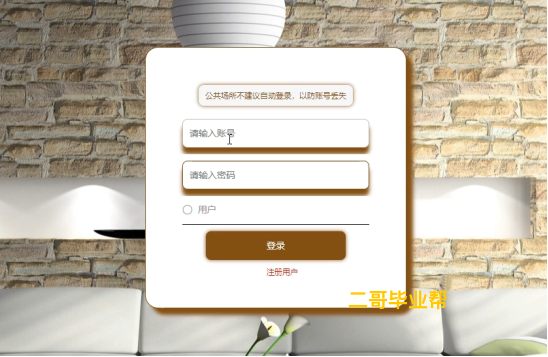 公共场所不建议自动登录，以防账号丢失
请输入账号
请输入密码
用户
登录
注册用户
二哥毕业帮